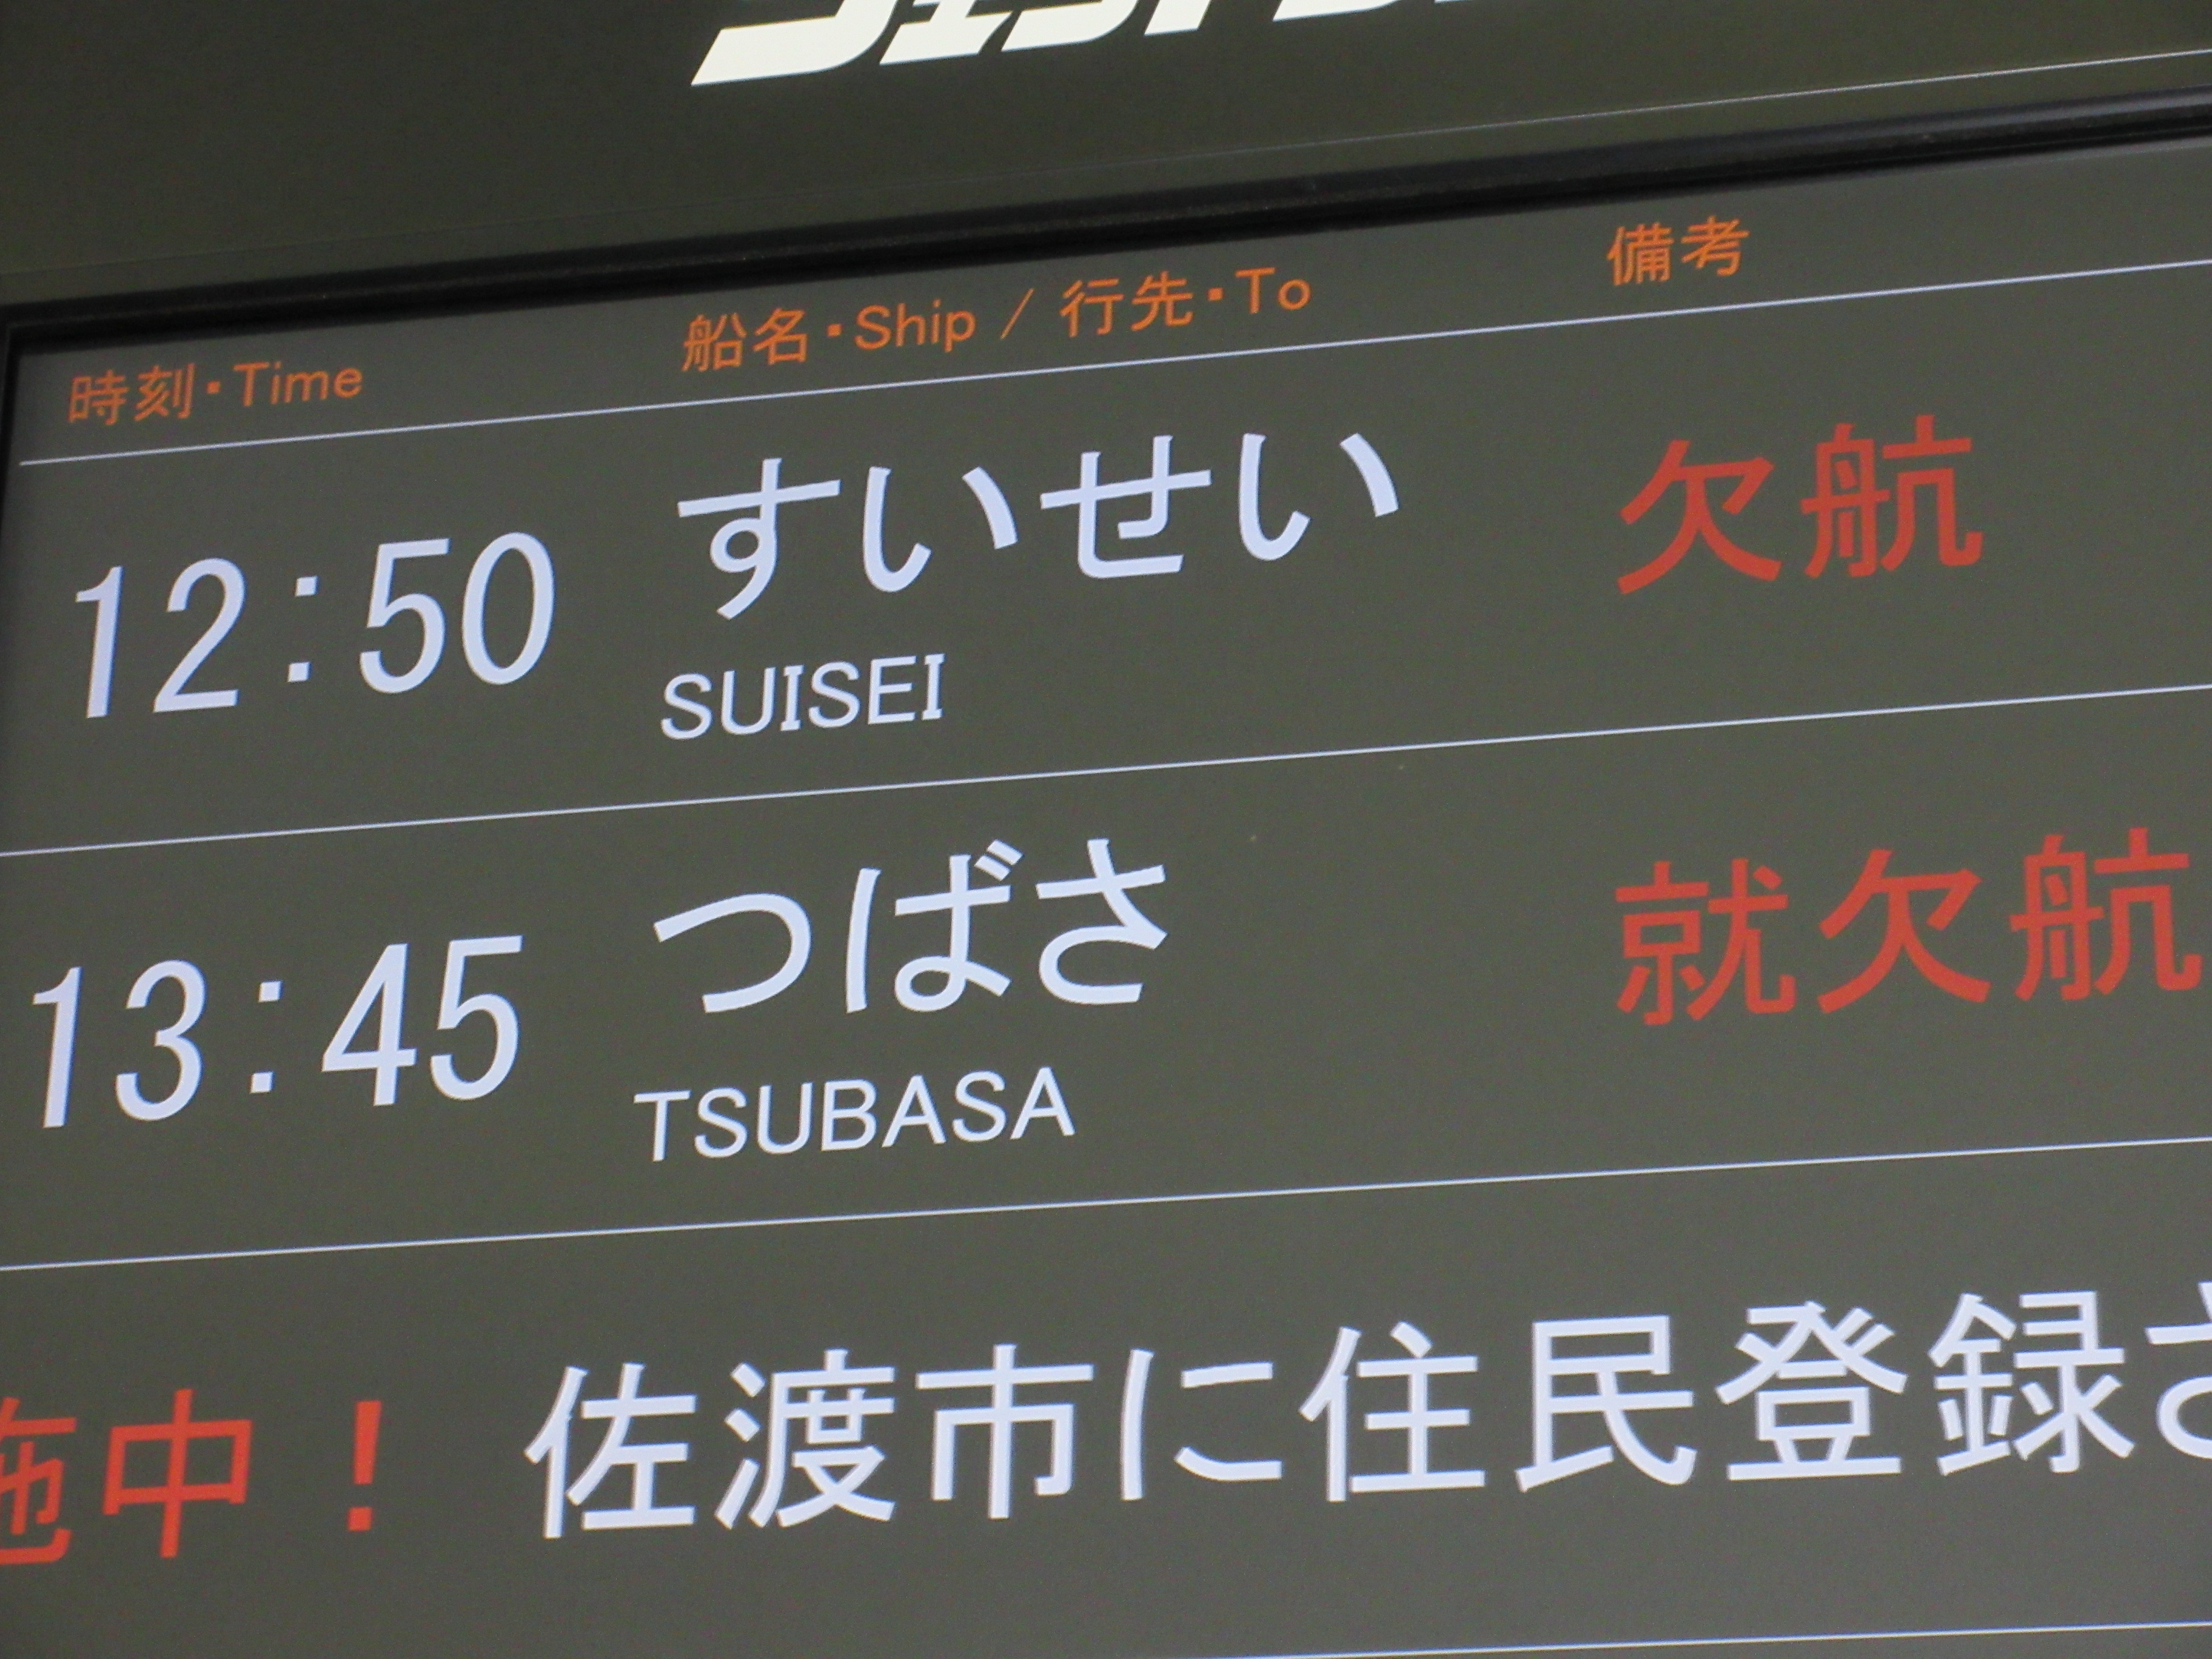 時刻・Time 船名・Ship / 行先・To 備考
12:50 すいせい 欠航
SUISEI
13:45 つばさ 就欠航
TSUBASA
施中！ 佐渡市に住民登録さ